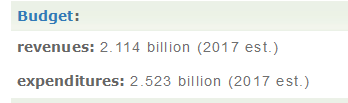 Budget:
revenues: 2.114 billion (2017 est.)
expenditures: 2.523 billion (2017 est.)